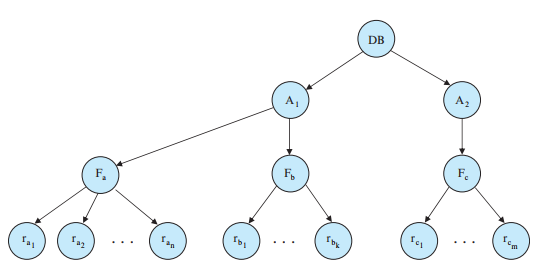 DB
A1 A2
Fa Fb Fc
ra1 ra2 . . . ran rb1 . . . rbk rc1 . . . rcm